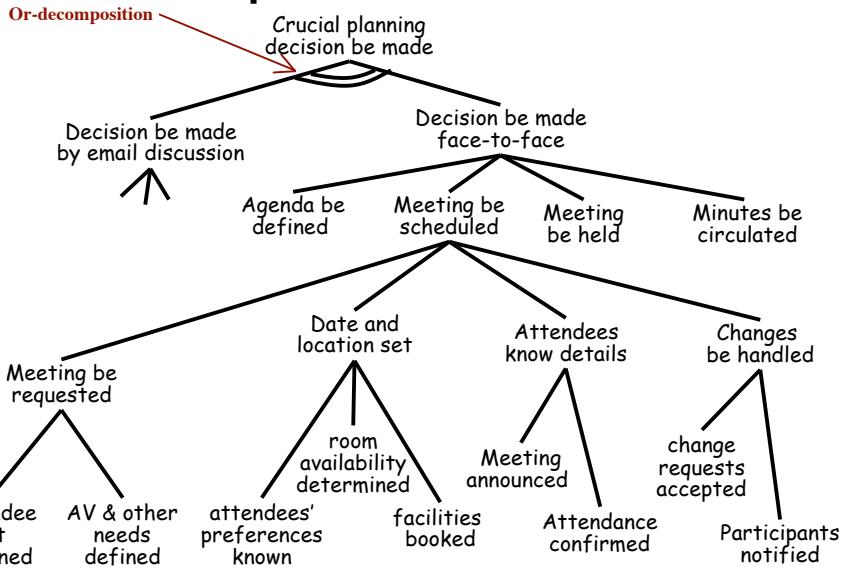 Or-decomposition
Crucial planning
decision be made
Decision be made
by email discussion
Decision be made
face-to-face
Agenda be
defined
Meeting be
scheduled
Meeting
be held
Minutes be
circulated
Meeting be
requested
Date and
location set
Attendees
know details
Changes
be handled
AV & other
needs
defined
attendees'
preferences
known
room
availability
determined
facilities
booked
Meeting
announced
Attendance
confirmed
change
requests
accepted
Participants
notified